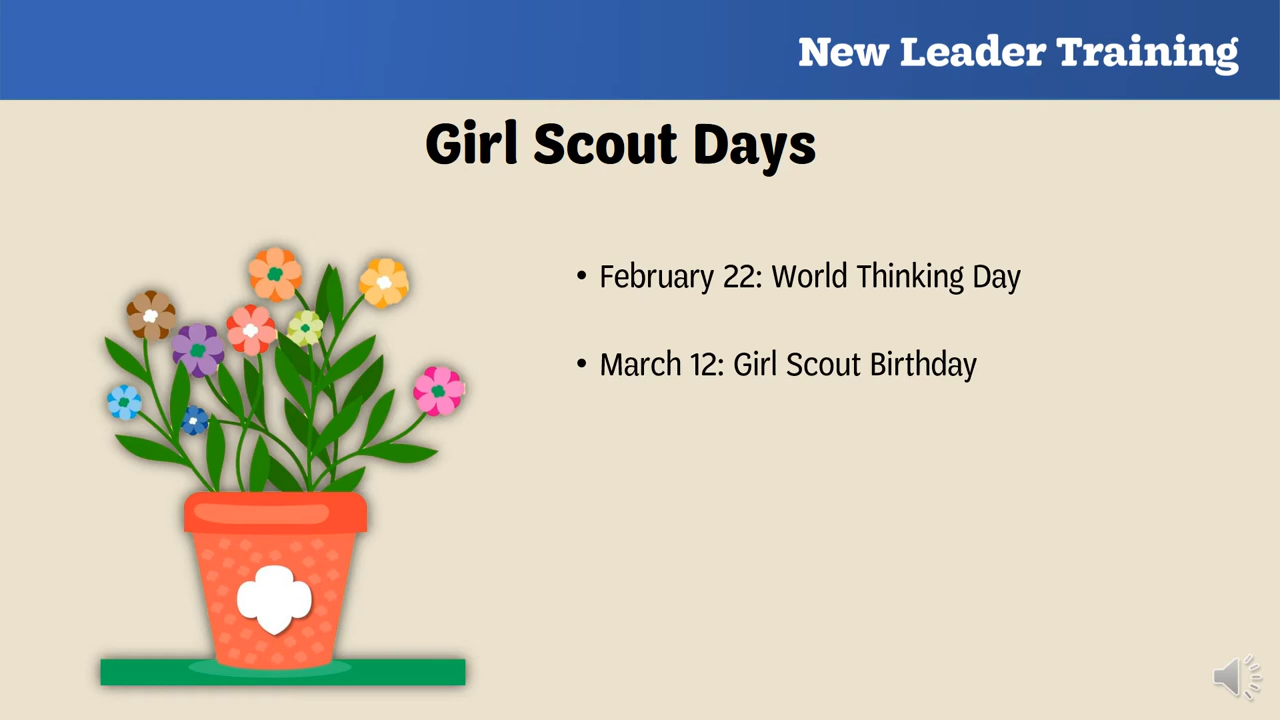 New Leader Training
Girl Scout Days
• February 22: World Thinking Day
• March 12: Girl Scout Birthday